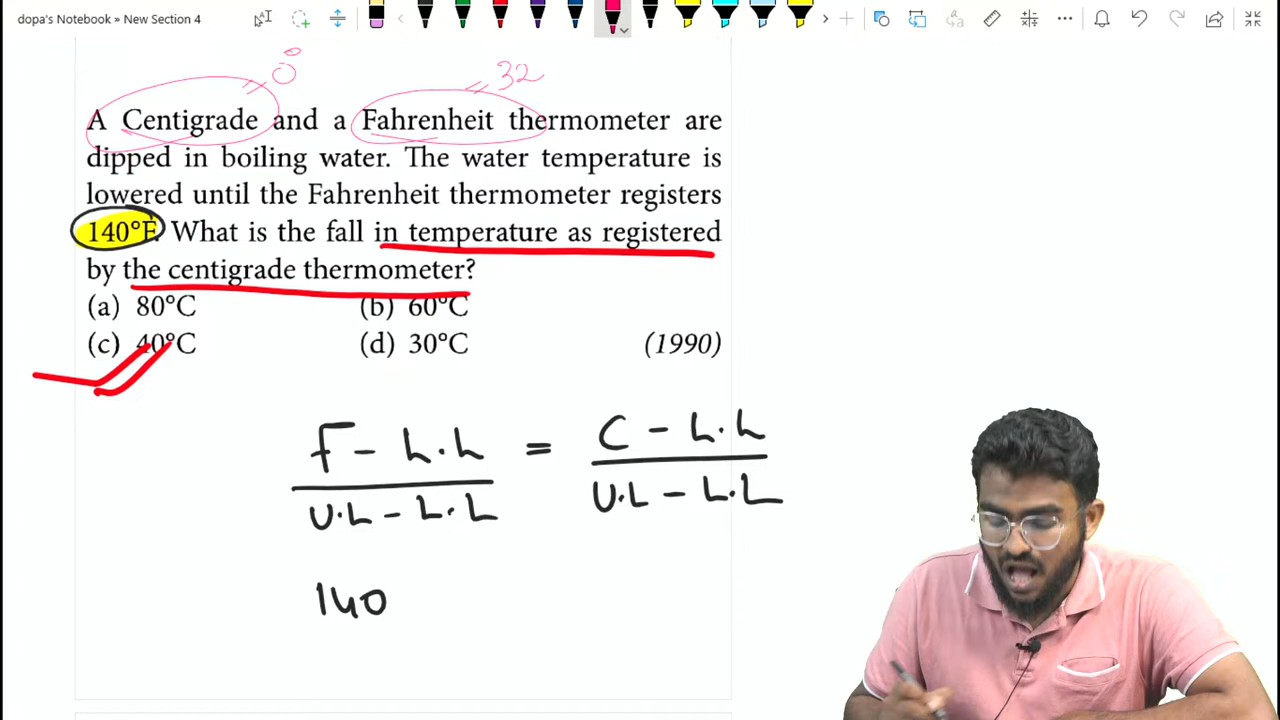 dopa's Notebook » New Section 4
0°
= 32
A Centigrade and a Fahrenheit thermometer are
dipped in boiling water. The water temperature is
lowered until the Fahrenheit thermometer registers
140°F. What is the fall in temperature as registered
by the centigrade thermometer?
(a) 80°C (b) 60°C
(c) 40°C (d) 30°C (1990)
F - L.L = C - L.L
U.L - L.L U.L - L.L
140